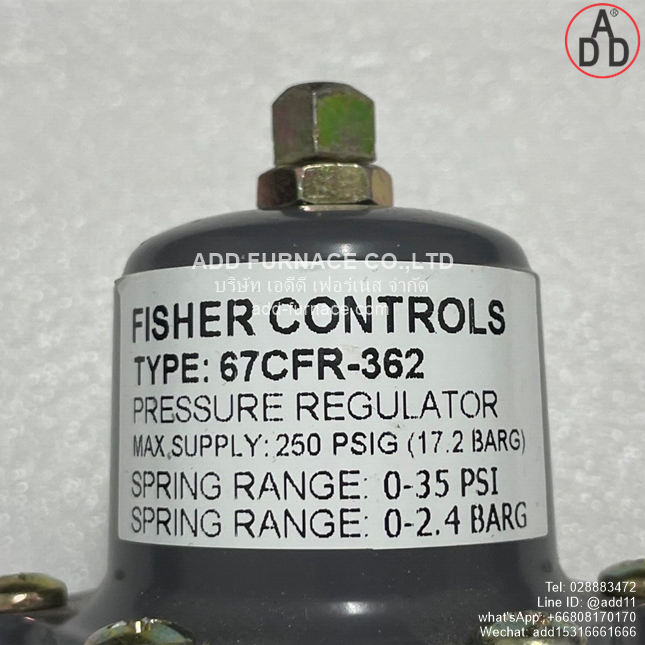 ADD®
ADD FURNACE CO.,LTD
บริษัท เอดีดี เฟอร์เนส จำกัด
add-furnace.com
FISHER CONTROLS
TYPE: 67CFR-362
PRESSURE REGULATOR
MAX.SUPPLY: 250 PSIG (17.2 BARG)
SPRING RANGE: 0-35 PSI
SPRING RANGE: 0-2.4 BARG
Tel: 028883472
Line ID: @add11
what'sApp: +66808170170
Wechat: add15316661666